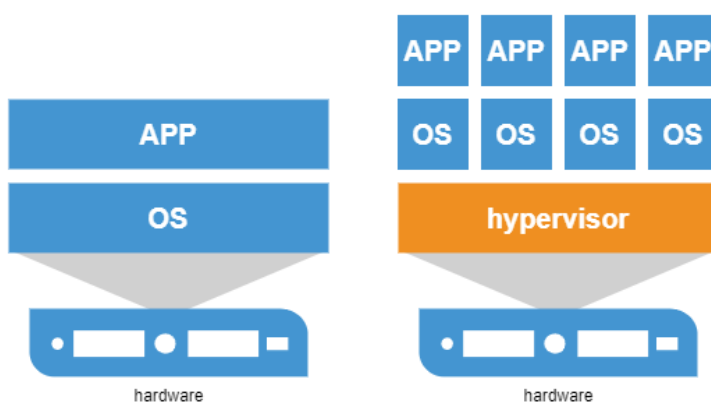 APP
OS
hardware
APP APP APP APP
OS OS OS OS
hypervisor
hardware